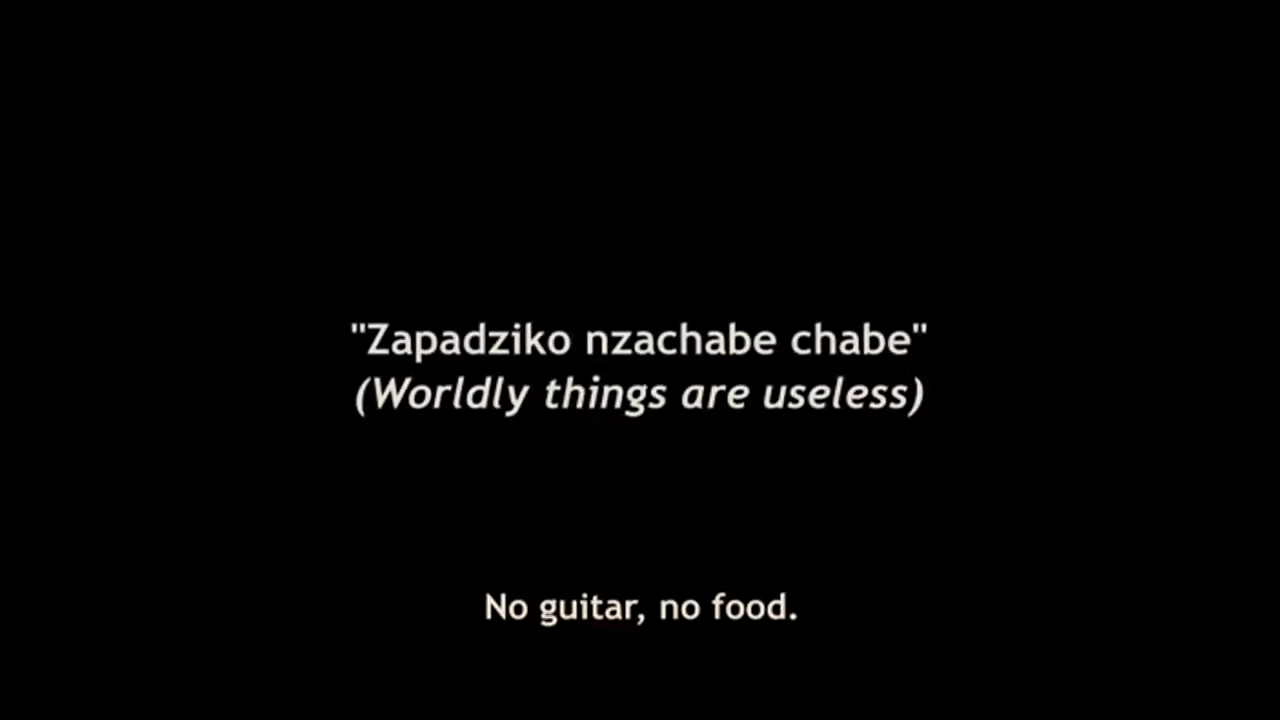 "Zapadziko nzachabe chabe"
(Worldly things are useless)
No guitar, no food.